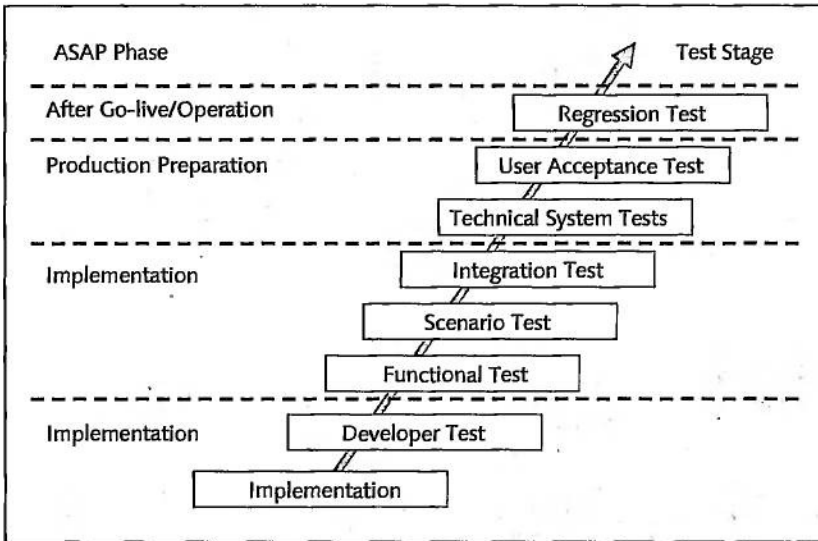 ASAP Phase Test Stage
After Go-live/Operation Regression Test
Production Preparation User Acceptance Test
Technical System Tests
Implementation Integration Test
Scenario Test
Functional Test
Implementation Developer Test
Implementation